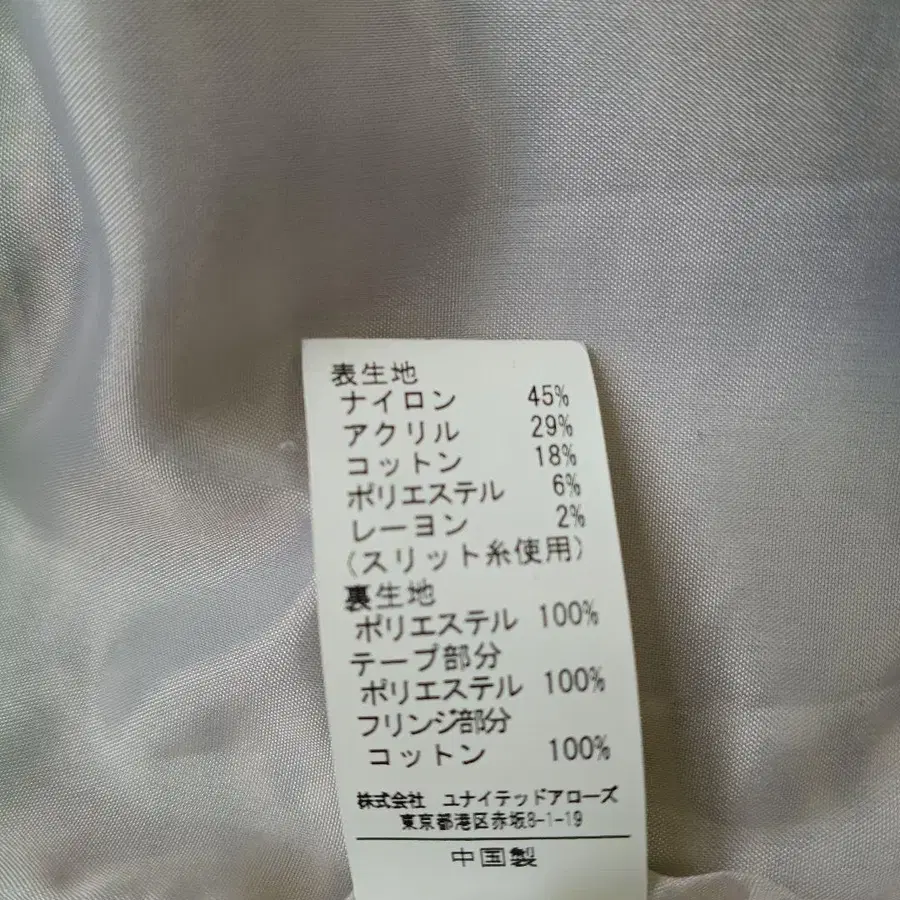 表生地
ナイロン 45%
アクリル 29%
コットン 18%
ポリエステル 6%
レーヨン 2%
(スリット糸使用)
裏生地
ポリエステル 100%
テープ部分
ポリエステル 100%
フリンジ部分
コットン 100%
株式会社 ユナイテッドアローズ
東京都港区赤坂8-1-19
中国製